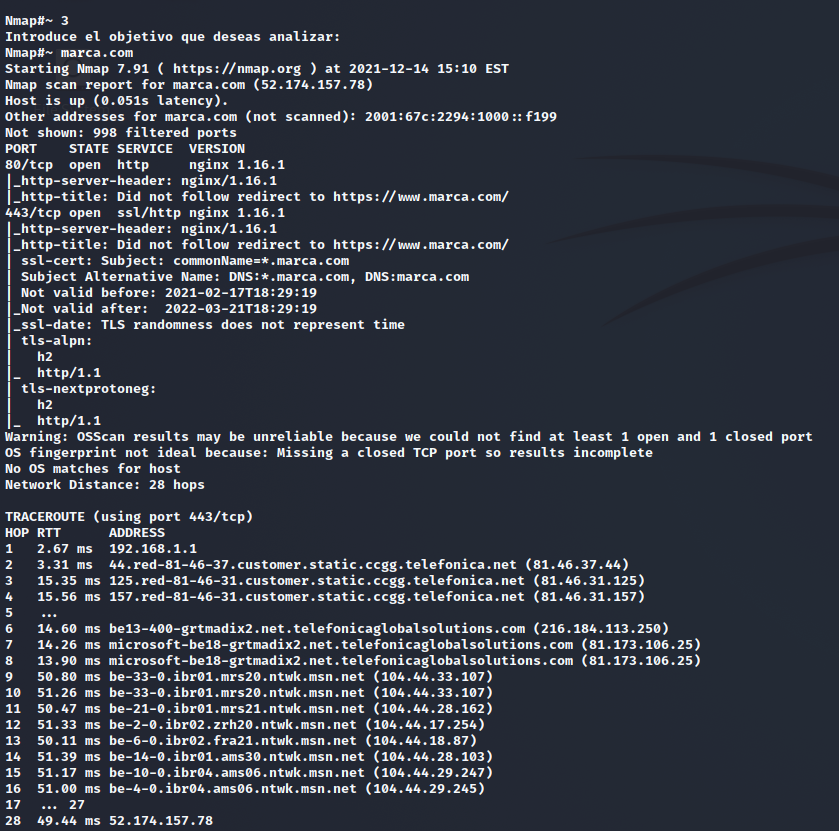 Nmap#~ 3
Introduce el objetivo que deseas analizar:
Nmap#~ marca.com
Starting Nmap 7.91 ( https://nmap.org ) at 2021-12-14 15:10 EST
Nmap scan report for marca.com (52.174.157.78)
Host is up (0.051s latency).
Other addresses for marca.com (not scanned): 2001:67c:2294:1000::f199
Not shown: 998 filtered ports
PORT    STATE SERVICE  VERSION
80/tcp  open  http     nginx 1.16.1
|_http-server-header: nginx/1.16.1
|_http-title: Did not follow redirect to https://www.marca.com/
443/tcp open  ssl/http nginx 1.16.1
|_http-server-header: nginx/1.16.1
|_http-title: Did not follow redirect to https://www.marca.com/
| ssl-cert: Subject: commonName=*.marca.com
| Subject Alternative Name: DNS:*.marca.com, DNS:marca.com
| Not valid before: 2021-02-17T18:29:19
|_Not valid after:  2022-03-21T18:29:19
|_ssl-date: TLS randomness does not represent time
| tls-alpn:
|   h2
|_  http/1.1
| tls-nextprotoneg:
|   h2
|_  http/1.1
Warning: OSScan results may be unreliable because we could not find at least 1 open and 1 closed port
OS fingerprint not ideal because: Missing a closed TCP port so results incomplete
No OS matches for host
Network Distance: 28 hops

TRACEROUTE (using port 443/tcp)
HOP RTT      ADDRESS
1   2.67 ms  192.168.1.1
2   3.31 ms  44.red-81-46-37.customer.static.ccgg.telefonica.net (81.46.37.44)
3   15.35 ms 125.red-81-46-31.customer.static.ccgg.telefonica.net (81.46.31.125)
4   15.56 ms 157.red-81-46-31.customer.static.ccgg.telefonica.net (81.46.31.157)
5   ...
6   14.60 ms be13-400-grtmadix2.net.telefonicaglobalsolutions.com (216.184.113.250)
7   14.26 ms microsoft-be18-grtmadix2.net.telefonicaglobalsolutions.com (81.173.106.25)
8   13.90 ms microsoft-be18-grtmadix2.net.telefonicaglobalsolutions.com (81.173.106.25)
9   50.80 ms be-33-0.ibr01.mrs20.ntwk.msn.net (104.44.33.107)
10  51.26 ms be-33-0.ibr01.mrs20.ntwk.msn.net (104.44.33.107)
11  50.47 ms be-21-0.ibr01.mrs21.ntwk.msn.net (104.44.28.162)
12  51.33 ms be-2-0.ibr02.zrh20.ntwk.msn.net (104.44.17.254)
13  50.11 ms be-6-0.ibr02.fra21.ntwk.msn.net (104.44.18.87)
14  51.39 ms be-14-0.ibr01.ams30.ntwk.msn.net (104.44.28.103)
15  51.17 ms be-10-0.ibr04.ams06.ntwk.msn.net (104.44.29.247)
16  51.00 ms be-4-0.ibr04.ams06.ntwk.msn.net (104.44.29.245)
17  ... 27
28  49.44 ms 52.174.157.78